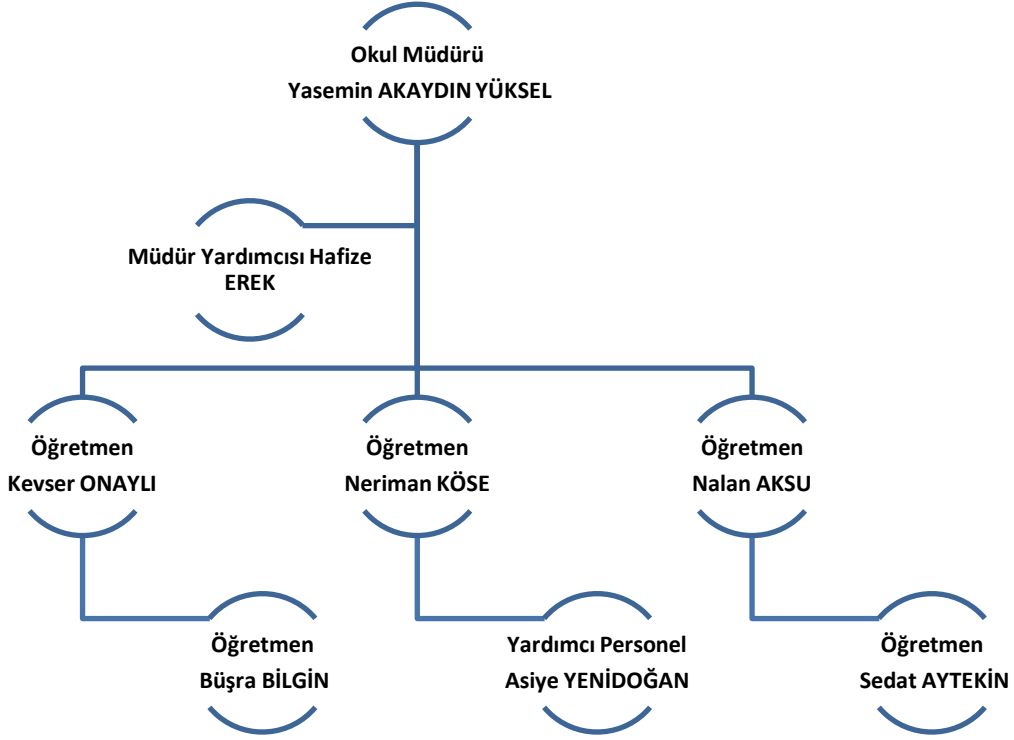 Okul Müdürü
Yasemin AKAYDIN YÜKSEL
Müdür Yardımcısı Hafize
EREK
Öğretmen
Kevser ONAYLI
Öğretmen
Neriman KÖSE
Öğretmen
Nalan AKSU
Öğretmen
Büşra BİLGİN
Yardımcı Personel
Asiye YENİDOĞAN
Öğretmen
Sedat AYTEKİN